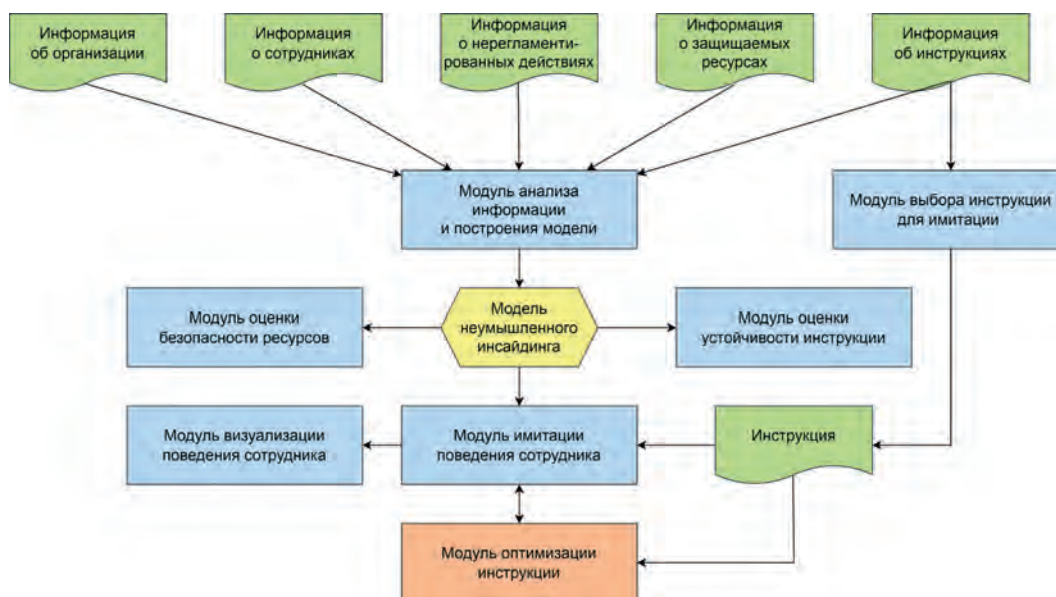 Информация
об организации
Информация
о сотрудниках
Информация
о нерегламенти-
рованных действиях
Информация
о защищаемых
ресурсах
Информация
об инструкциях
Модуль анализа
информации
и построения модели
Модуль выбора инструкции
для имитации
Модуль оценки
безопасности ресурсов
Модель
неумышленного
инсайдинга
Модуль оценки
устойчивости инструкции
Модуль визуализации
поведения сотрудника
Модуль имитации
поведения сотрудника
Инструкция
Модуль оптимизации
инструкции